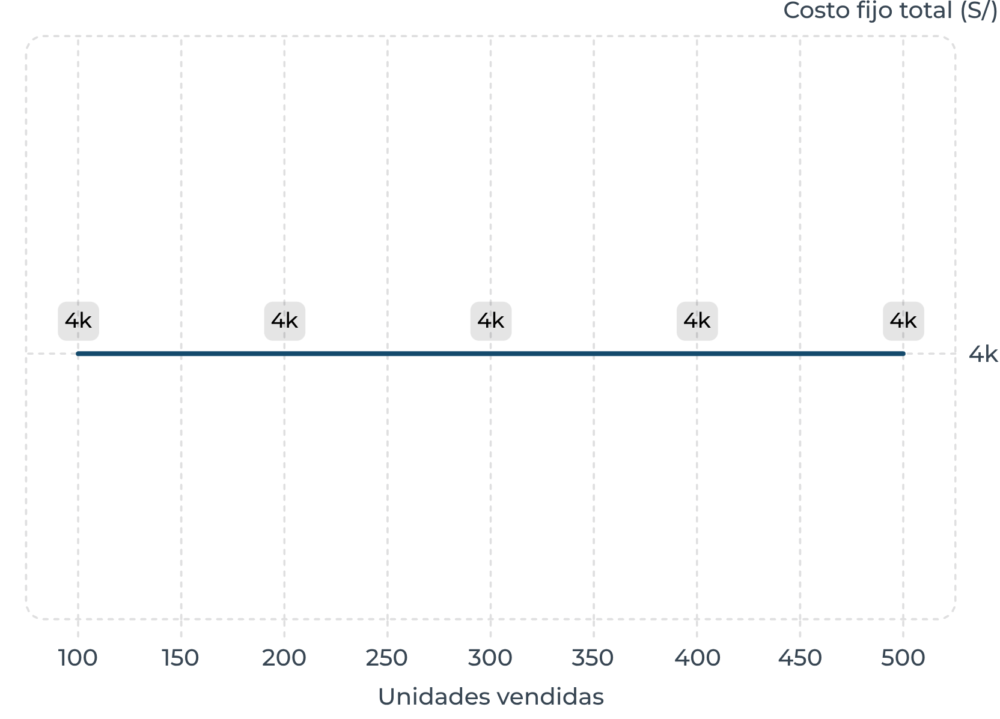 Costo fijo total (S/)
4k 4k 4k 4k 4k
4k
100 150 200 250 300 350 400 450 500
Unidades vendidas